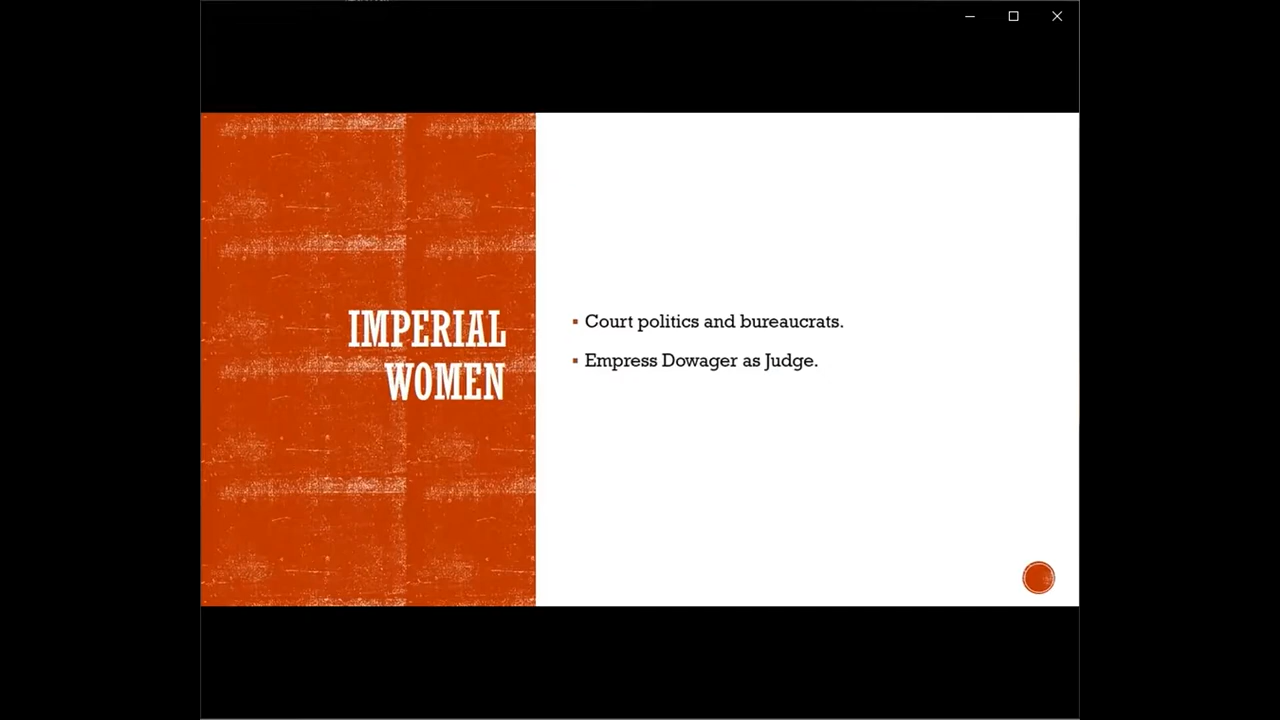 IMPERIAL
WOMEN
Court politics and bureaucrats.
Empress Dowager as Judge.